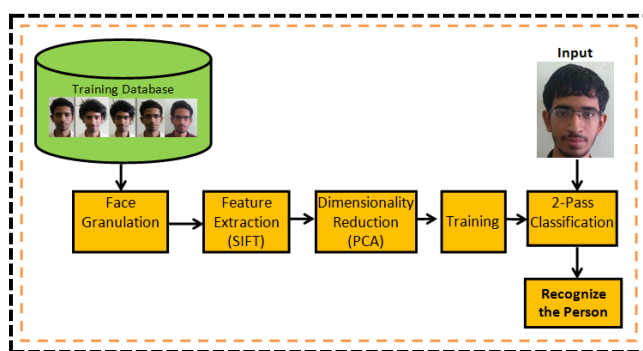 Input
Training Database
Face
Granulation
Feature
Extraction
(SIFT)
Dimensionality
Reduction
(PCA)
Training
2-Pass
Classification
Recognize
the Person